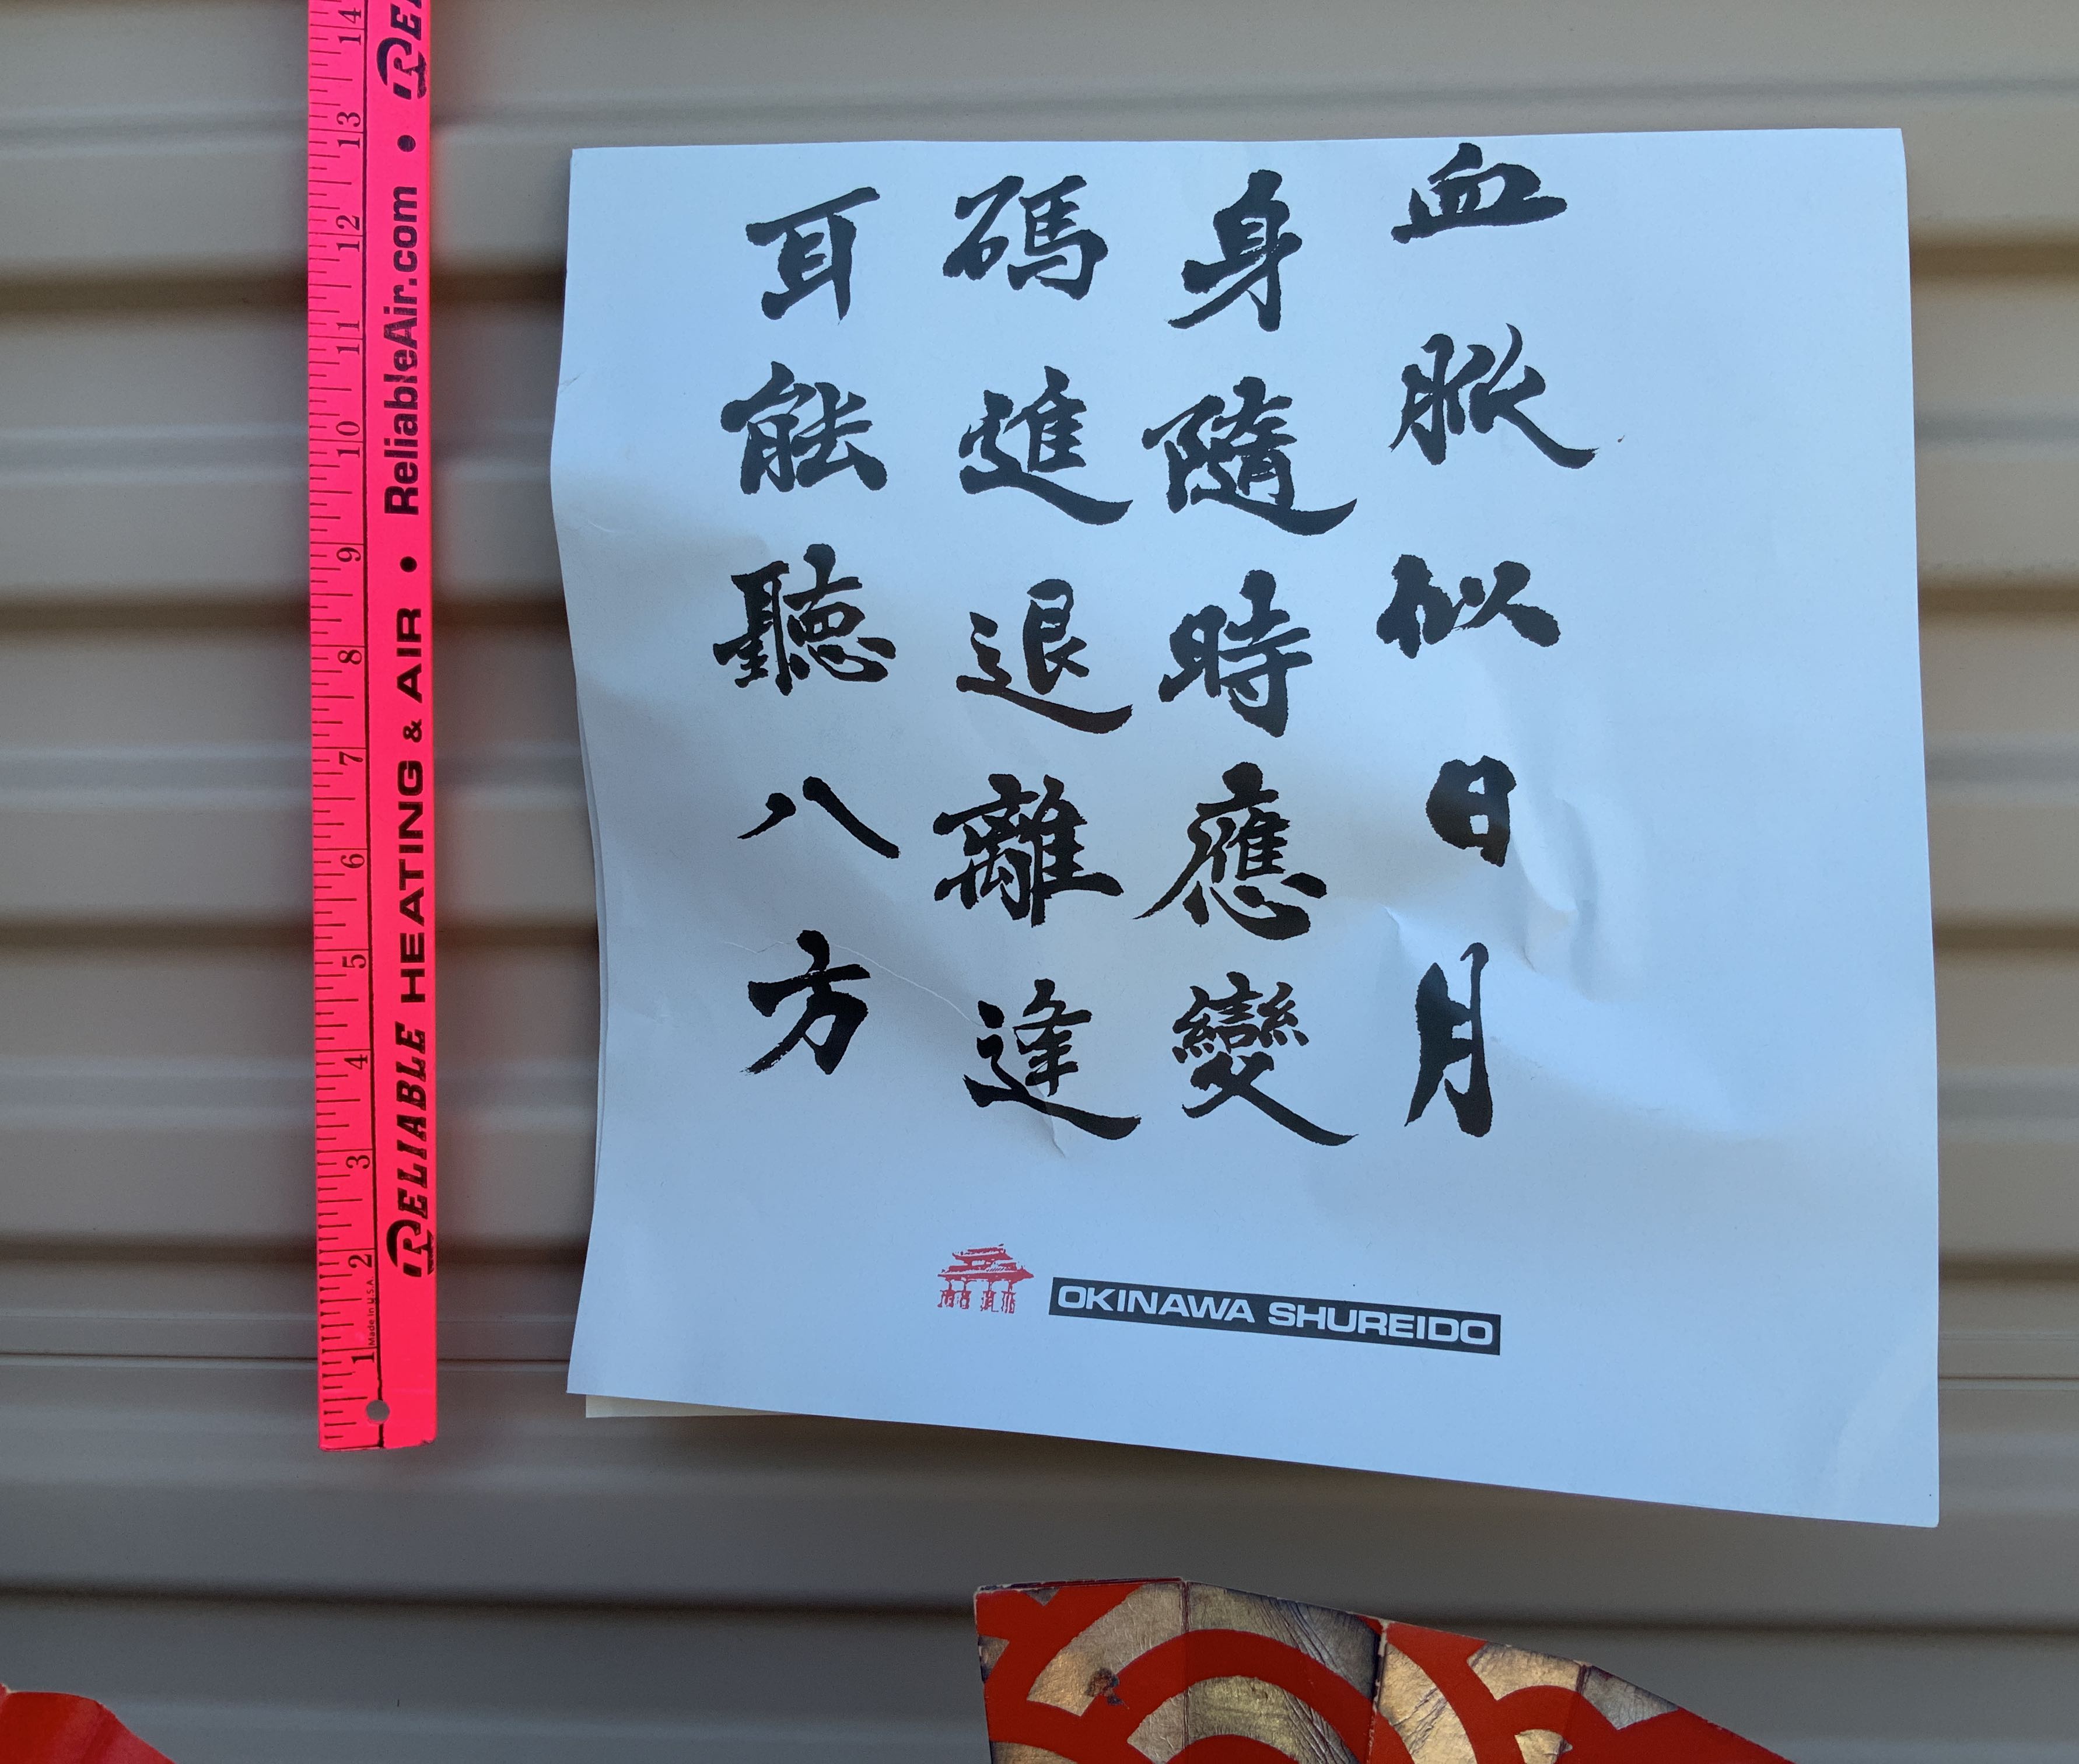 血脈似日月
身隨時應變
碼進退離逢
耳能聽八方
OKINAWA SHUREIDO
RELIABLE HEATING & AIR • ReliableAir.com • REL
1 2 3 4 5 6 7 8 9 10 11 12 13 14
Made in U.S.A.